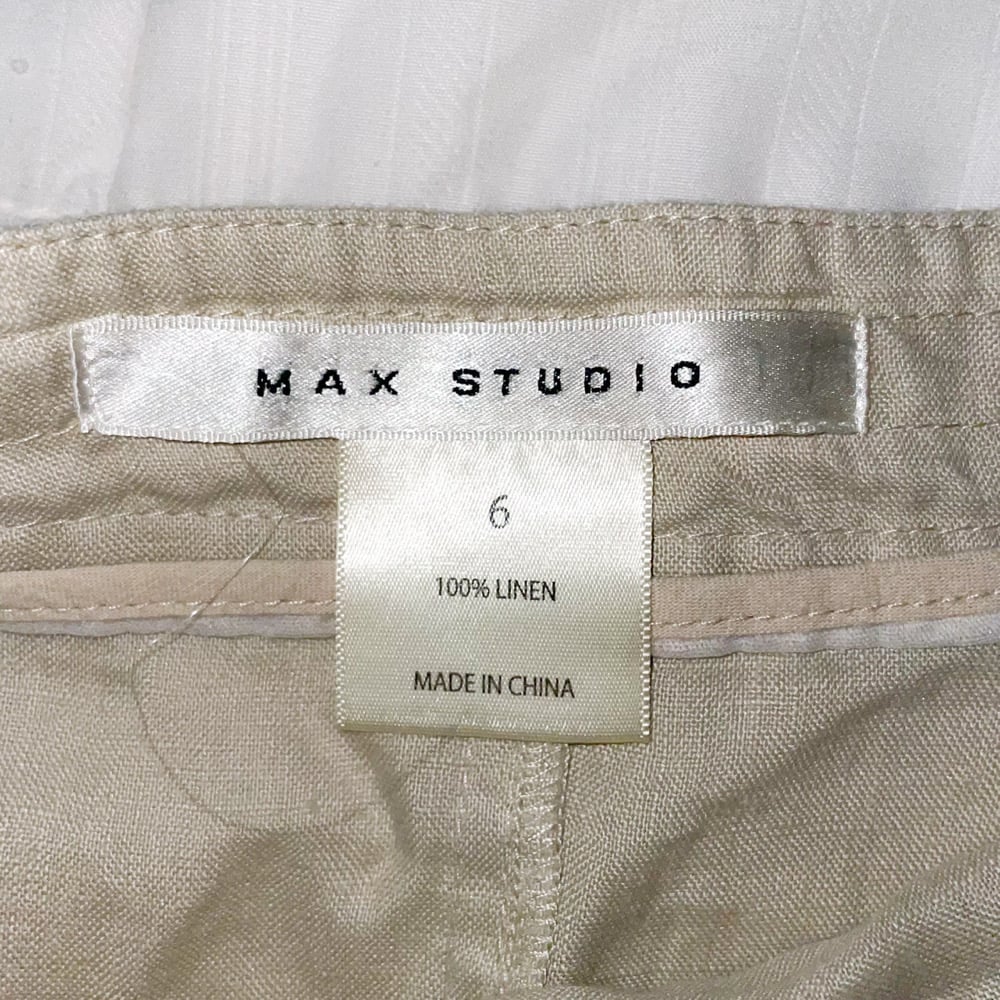 MAX STUDIO
6
100% LINEN
MADE IN CHINA